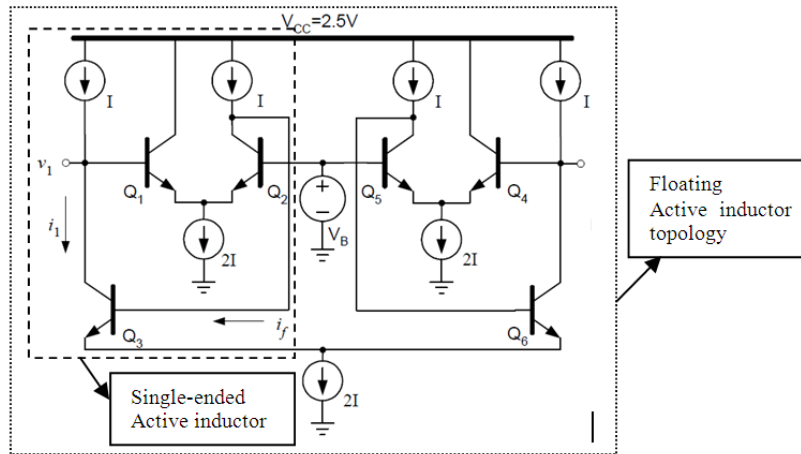 V_CC=2.5V
I
I
I
I
v_1
Q_1
Q_2
Q_5
Q_4
i_1
2I
V_B
2I
Q_3
i_f
Q_6
2I
Single-ended
Active inductor
Floating
Active inductor
topology